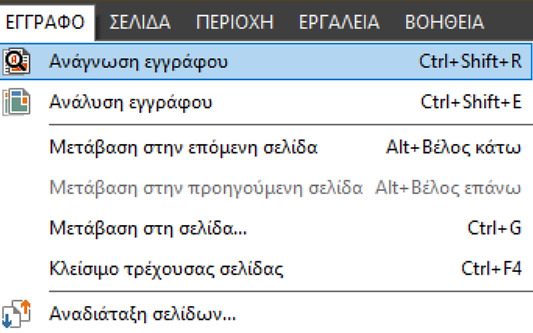 ΕΓΓΡΑΦΟ ΣΕΛΙΔΑ ΠΕΡΙΟΧΗ ΕΡΓΑΛΕΙΑ ΒΟΗΘΕΙΑ
Ανάγνωση εγγράφου Ctrl+Shift+R
Ανάλυση εγγράφου Ctrl+Shift+E
Μετάβαση στην επόμενη σελίδα Alt+Βέλος κάτω
Μετάβαση στην προηγούμενη σελίδα Alt+Βέλος επάνω
Μετάβαση στη σελίδα... Ctrl+G
Κλείσιμο τρέχουσας σελίδας Ctrl+F4
Αναδιάταξη σελίδων...